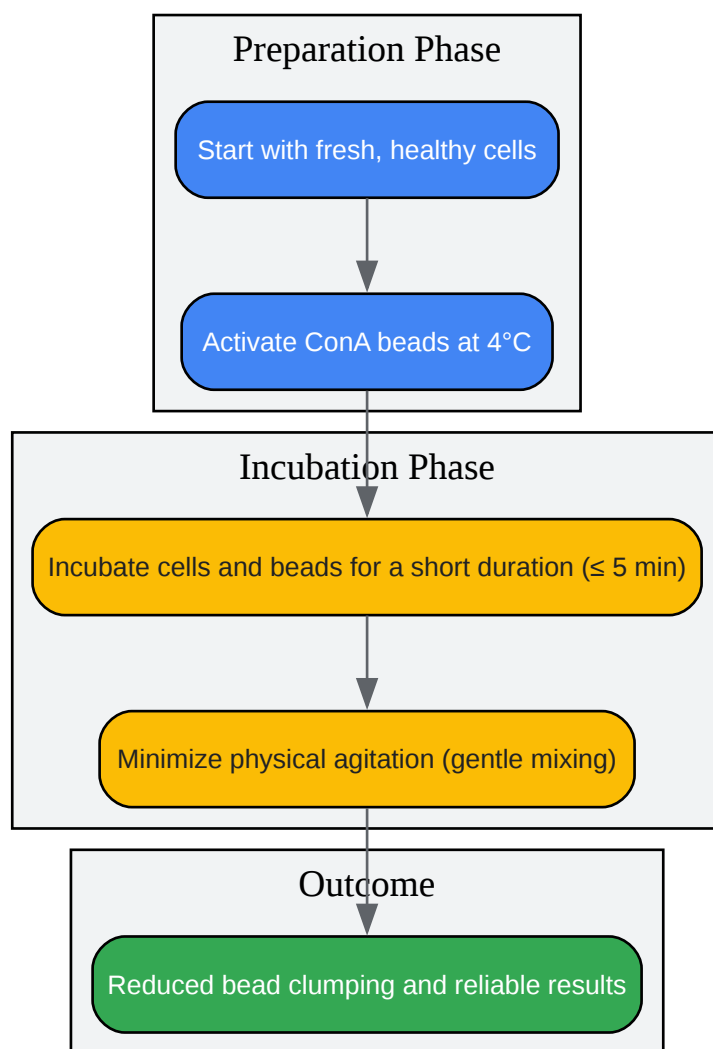 Preparation Phase
Start with fresh, healthy cells
Activate ConA beads at 4°C
Incubation Phase
Incubate cells and beads for a short duration (≤ 5 min)
Minimize physical agitation (gentle mixing)
Outcome
Reduced bead clumping and reliable results